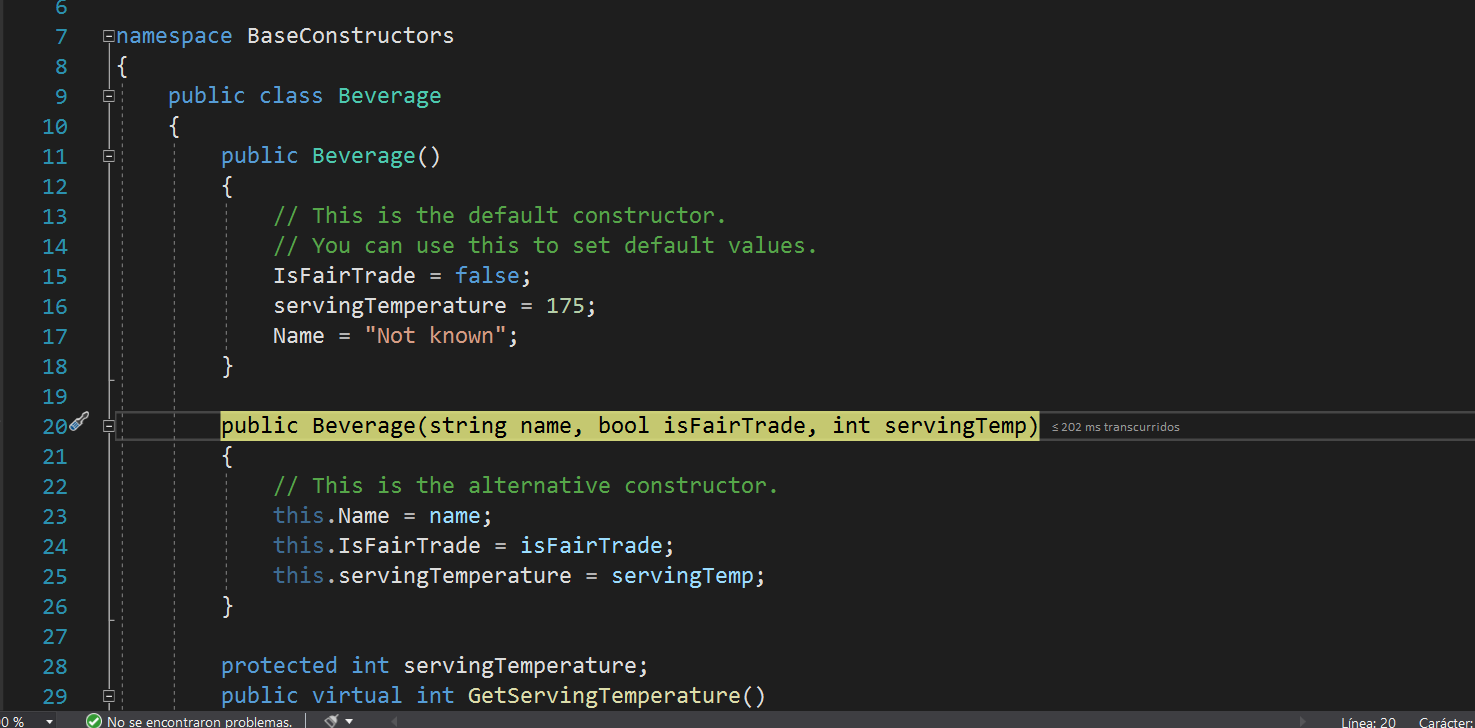 6
7 namespace BaseConstructors
8 {
9 public class Beverage
10 {
11 public Beverage()
12 {
13 // This is the default constructor.
14 // You can use this to set default values.
15 IsFairTrade = false;
16 servingTemperature = 175;
17 Name = "Not known";
18 }
19
20 public Beverage(string name, bool isFairTrade, int servingTemp) ≤ 202 ms transcurridos
21 {
22 // This is the alternative constructor.
23 this.Name = name;
24 this.IsFairTrade = isFairTrade;
25 this.servingTemperature = servingTemp;
26 }
27
28 protected int servingTemperature;
29 public virtual int GetServingTemperature()
0 % No se encontraron problemas. Línea: 20 Carácter: